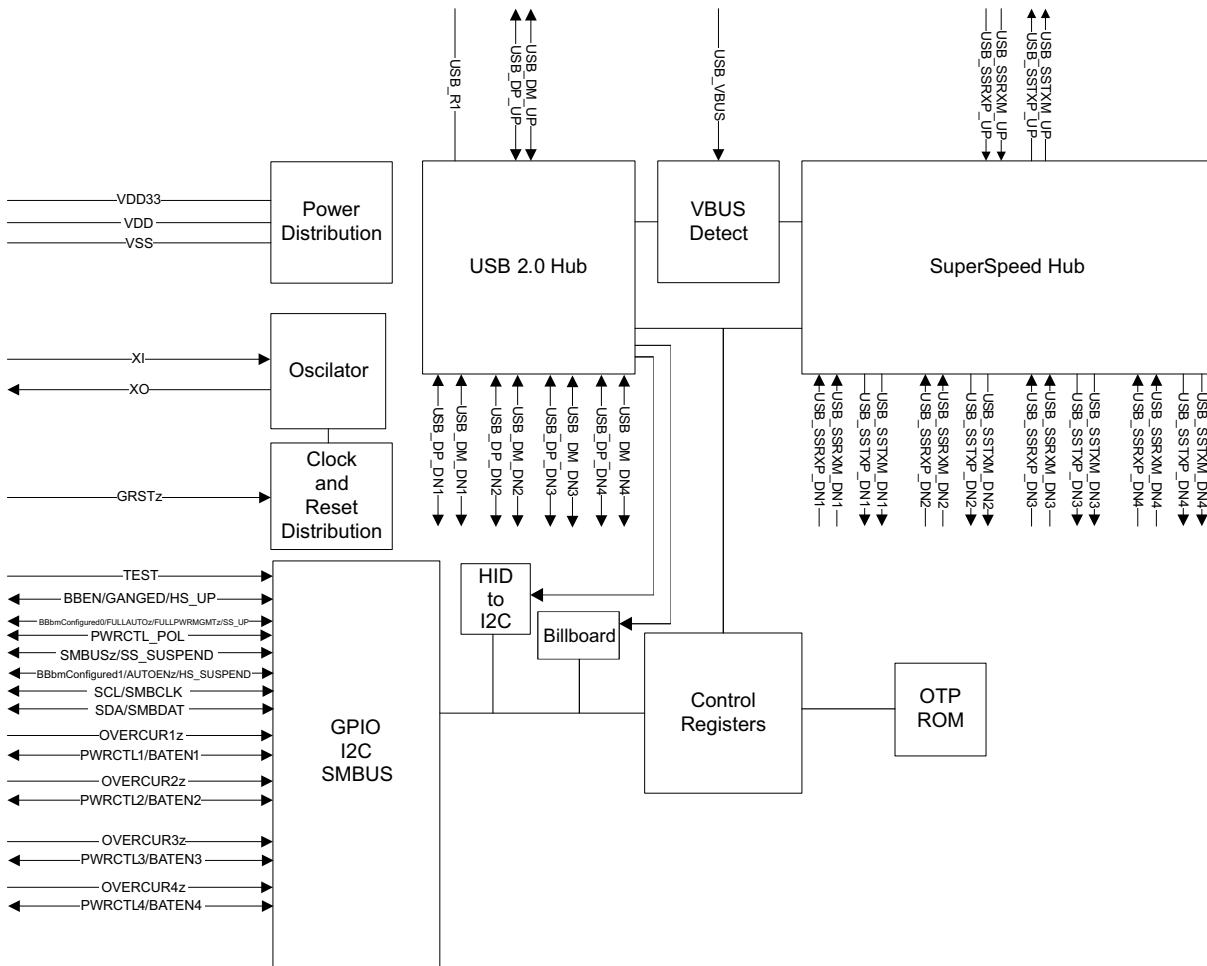 USB_R1
USB_DP_UP
USB_DM_UP
USB_VBUS
USB_SSRXP_UP
USB_SSRXM_UP
USB_SSTXP_UP
USB_SSTXM_UP
VDD33
VDD
VSS
Power
Distribution
USB 2.0 Hub
VBUS
Detect
SuperSpeed Hub
XI
XO
Oscilator
GRSTz
Clock
and
Reset
Distribution
USB_DP_DN1
USB_DM_DN1
USB_DP_DN2
USB_DM_DN2
USB_DP_DN3
USB_DM_DN3
USB_DP_DN4
USB_DM_DN4
USB_SSRXP_DN1
USB_SSRXM_DN1
USB_SSTXP_DN1
USB_SSTXM_DN1
USB_SSRXP_DN2
USB_SSRXM_DN2
USB_SSTXP_DN2
USB_SSTXM_DN2
USB_SSRXP_DN3
USB_SSRXM_DN3
USB_SSTXP_DN3
USB_SSTXM_DN3
USB_SSRXP_DN4
USB_SSRXM_DN4
USB_SSTXP_DN4
USB_SSTXM_DN4
TEST
BBEN/GANGED/HS_UP
BBbmConfigured0/FULLAUTOz/FULLPWRMGMTz/SS_UP
PWRCTL_POL
SMBUSz/SS_SUSPEND
BBbmConfigured1/AUTOENz/HS_SUSPEND
SCL/SMBCLK
SDA/SMBDAT
OVERCUR1z
PWRCTL1/BATEN1
OVERCUR2z
PWRCTL2/BATEN2
OVERCUR3z
PWRCTL3/BATEN3
OVERCUR4z
PWRCTL4/BATEN4
GPIO
I2C
SMBUS
HID
to
I2C
Billboard
Control
Registers
OTP
ROM